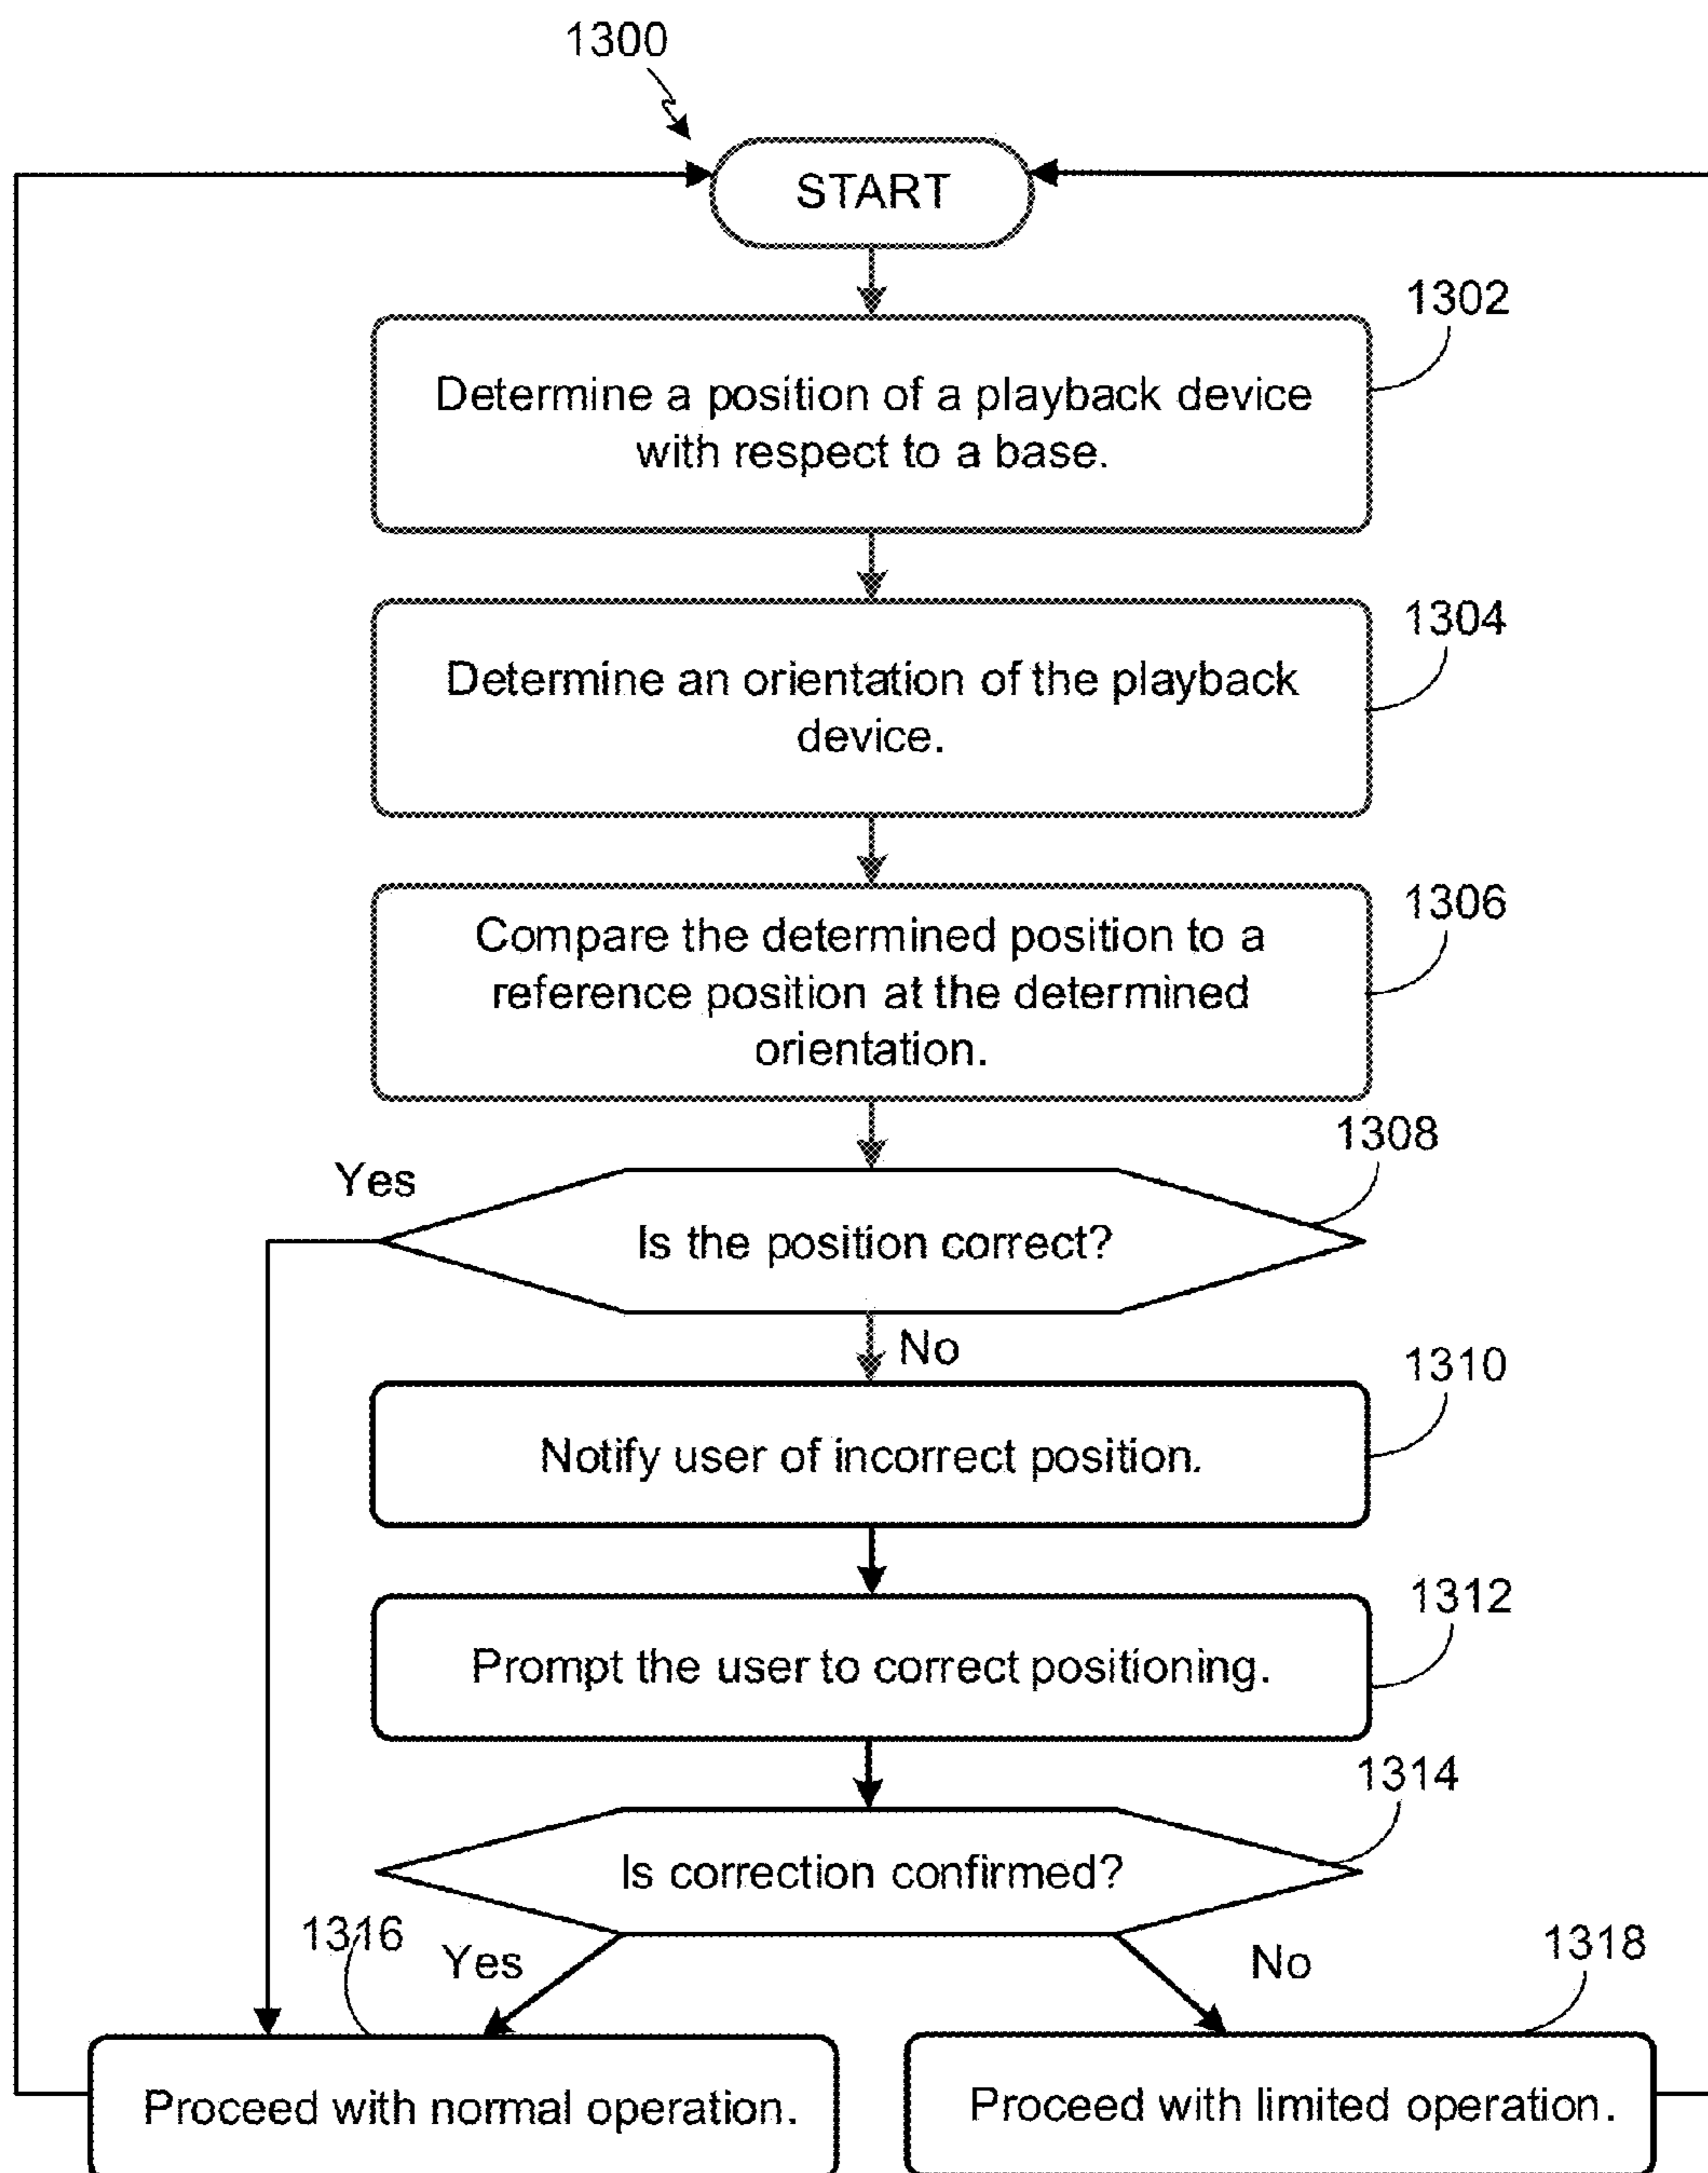 1300
START
1302
Determine a position of a playback device
with respect to a base.
1304
Determine an orientation of the playback
device.
1306
Compare the determined position to a
reference position at the determined
orientation.
1308
Yes
Is the position correct?
No
1310
Notify user of incorrect position.
1312
Prompt the user to correct positioning.
1314
Is correction confirmed?
1316
Yes
No
1318
Proceed with normal operation.
Proceed with limited operation.